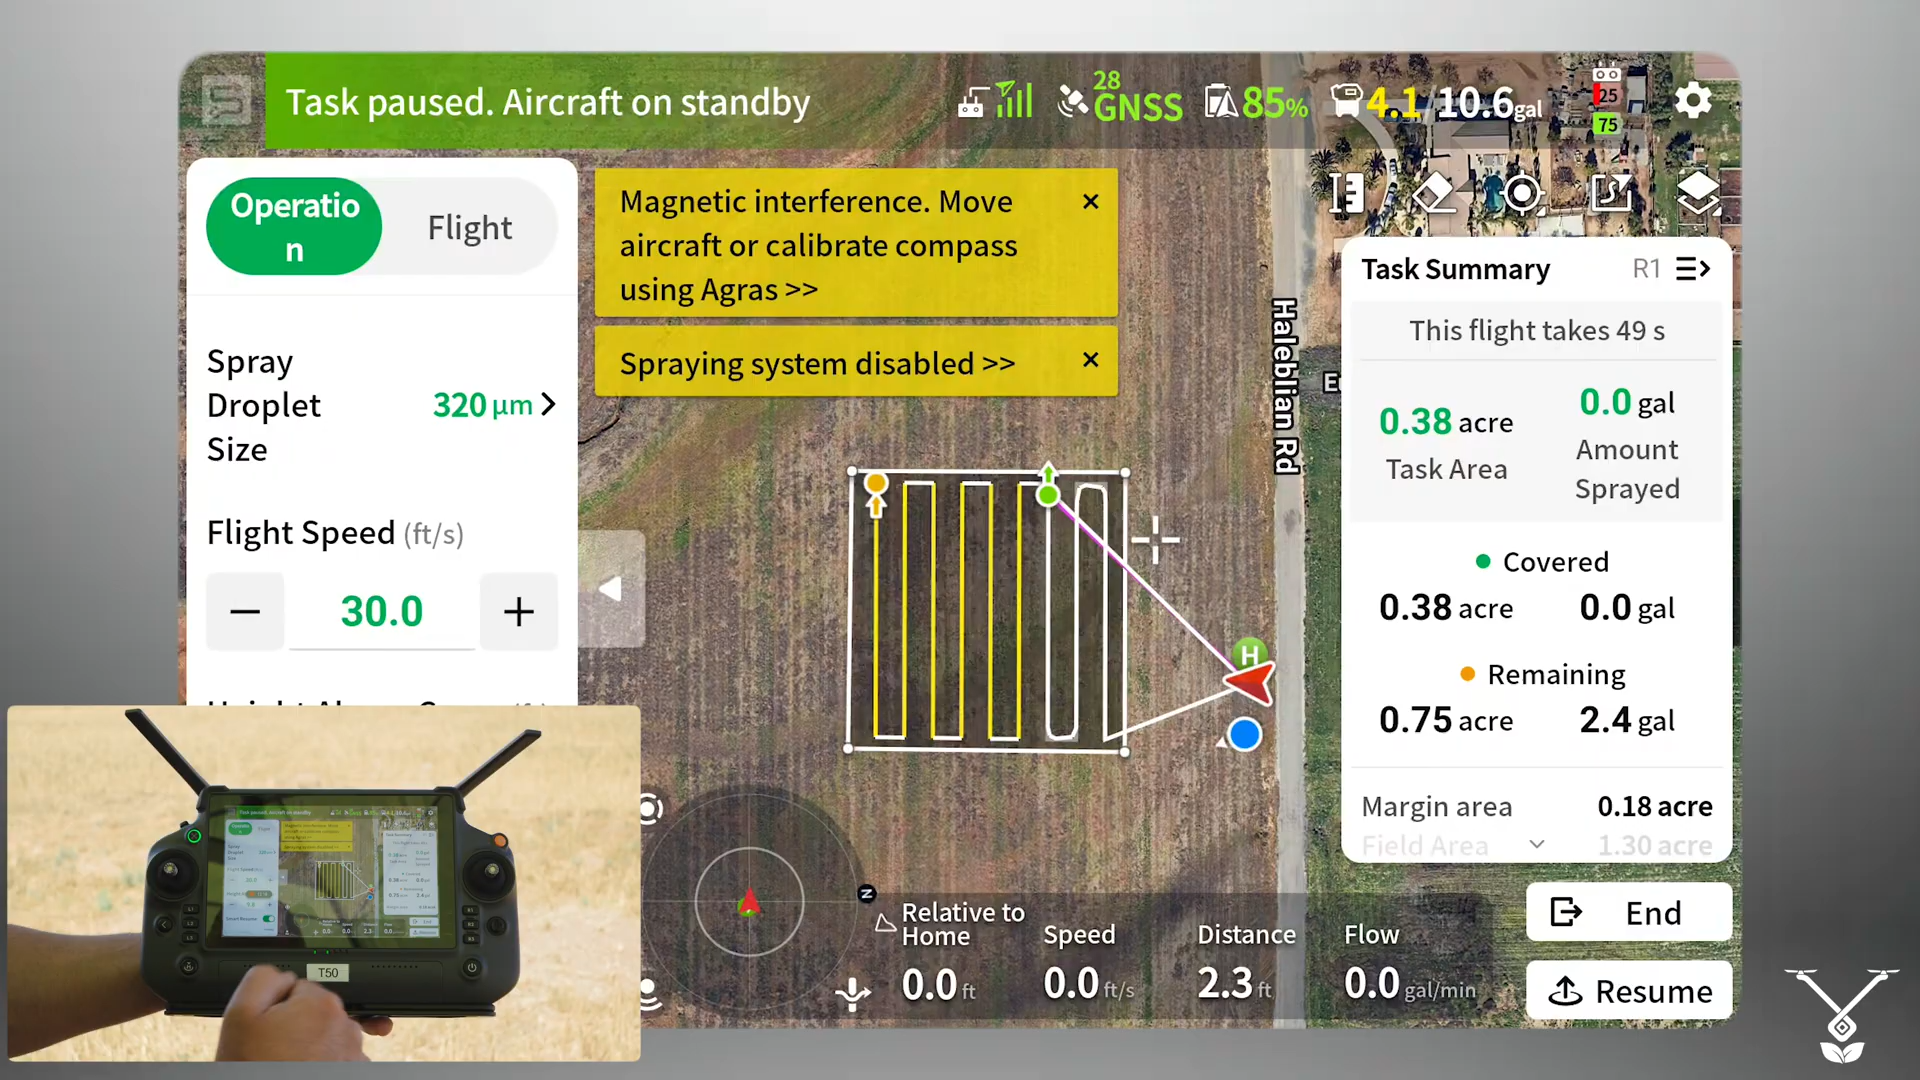 Task paused. Aircraft on standby
28
GNSS
85%
4.1/10.6gal
25
75
Operatio
n
Flight
Spray
Droplet
Size
320 μm
Flight Speed (ft/s)
30.0
Magnetic interference. Move
aircraft or calibrate compass
using Agras >>
Spraying system disabled >>
Haleblian Rd
H
Task Summary
R1
This flight takes 49 s
0.38 acre
Task Area
0.0 gal
Amount
Sprayed
Covered
0.38 acre
0.0 gal
Remaining
0.75 acre
2.4 gal
Margin area
0.18 acre
Field Area
1.30 acre
N
Relative to
Home
0.0 ft
Speed
0.0 ft/s
Distance
2.3 ft
Flow
0.0 gal/min
End
Resume
T50